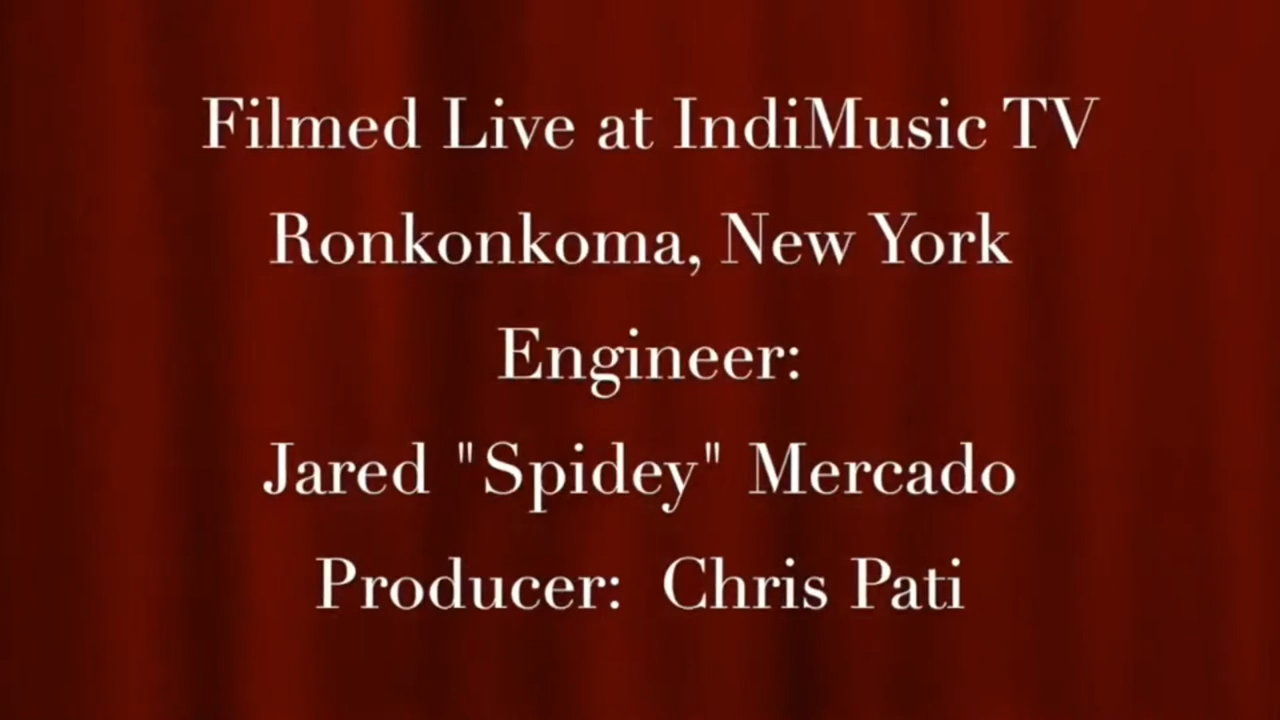 Filmed Live at IndiMusic TV
Ronkonkoma, New York
Engineer:
Jared "Spidey" Mercado
Producer:  Chris Pati